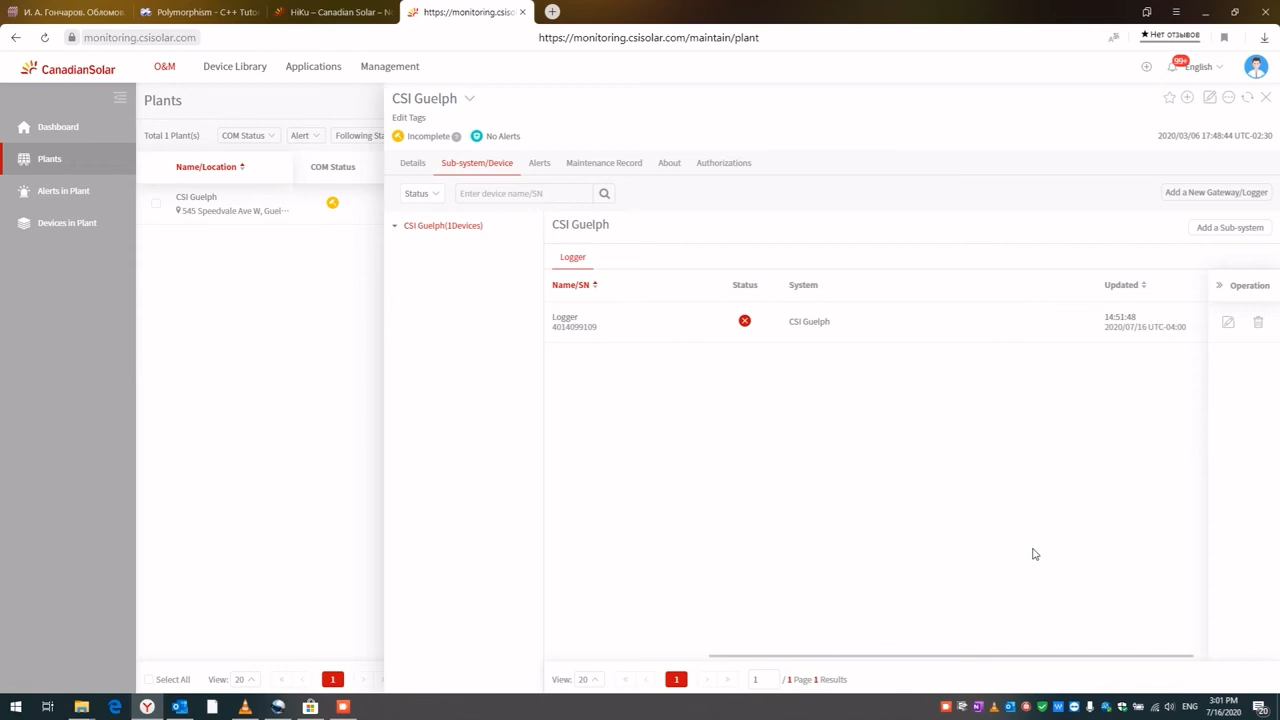 И. А. Гончаров. Обломов
Polymorphism - C++ Tuto
HiKu – CanadianSolar – No
https://monitoring.csisc
monitoring.csisolar.com
https://monitoring.csisolar.com/maintain/plant
★Нет отзывов
CanadianSolar
O&M
Device Library
Applications
Management
99+
English
Dashboard
Plants
Alerts in Plant
Devices in Plant
Plants
Total 1 Plant(s)
COM Status
Alert
Following Sta
Name/Location
COM Status
CSI Guelph
545 Speedvale Ave W, Guel···
Select All
View:
20
1
CSI Guelph
Edit Tags
Incomplete
No Alerts
2020/03/06 17:48:44 UTC-02:30
Details
Sub-system/Device
Alerts
Maintenance Record
About
Authorizations
Status
Enter device name/SN
Add a New Gateway/Logger
CSI Guelph(1Devices)
CSI Guelph
Add a Sub-system
Logger
Name/SN
Status
System
Updated
Operation
Logger
4014099109
CSI Guelph
14:51:48
2020/07/16 UTC-04:00
View:
20
1
1
/ 1 Page 1 Results
ENG
3:01 PM
7/16/2020
20